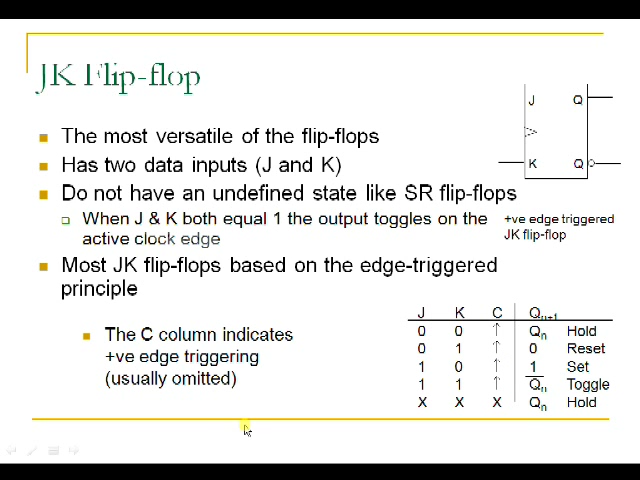 JK Flip-flop
The most versatile of the flip-flops
Has two data inputs (J and K)
Do not have an undefined state like SR flip-flops
When J & K both equal 1 the output toggles on the
active clock edge
Most JK flip-flops based on the edge-triggered
principle
The C column indicates
+ve edge triggering
(usually omitted)
J Q
K Q
+ve edge triggered
JK flip-flop
J K C Qn+1
0 0 ↑ Qn Hold
0 1 ↑ 0 Reset
1 0 ↑ 1 Set
1 1 ↑ Q̅n Toggle
X X X Qn Hold